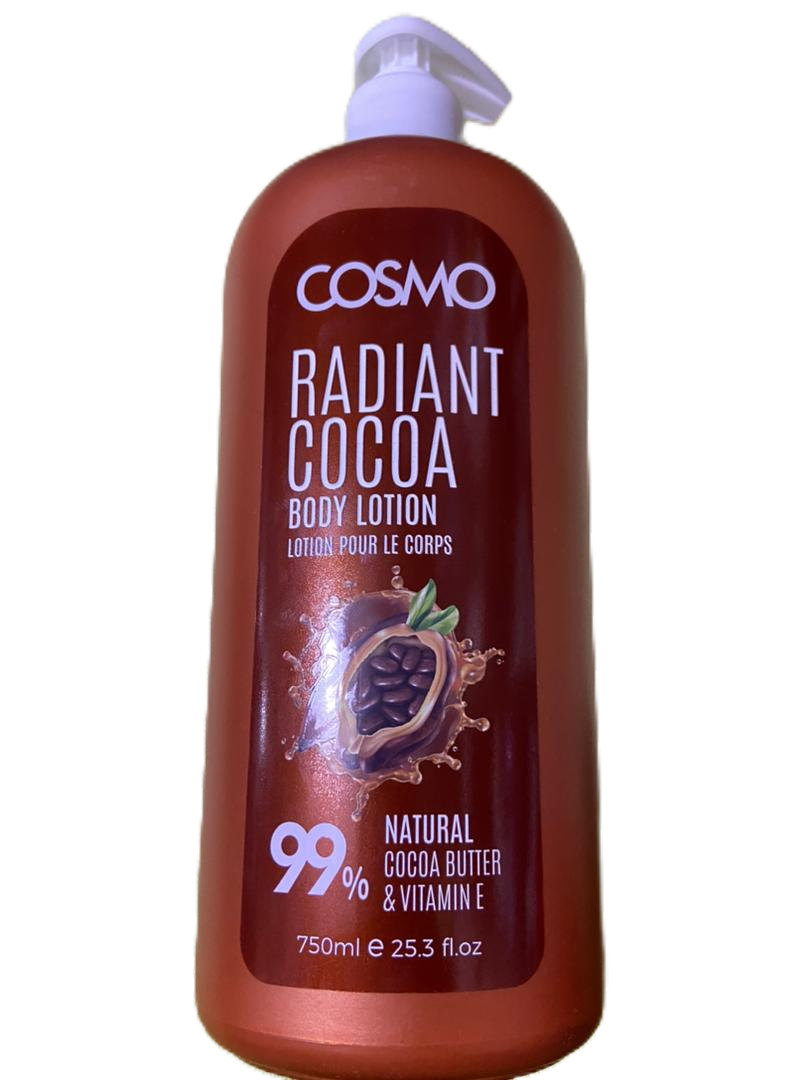 COSMO
RADIANT
COCOA
BODY LOTION
LOTION POUR LE CORPS
99% NATURAL
COCOA BUTTER
& VITAMIN E
750ml e 25.3 fl.oz